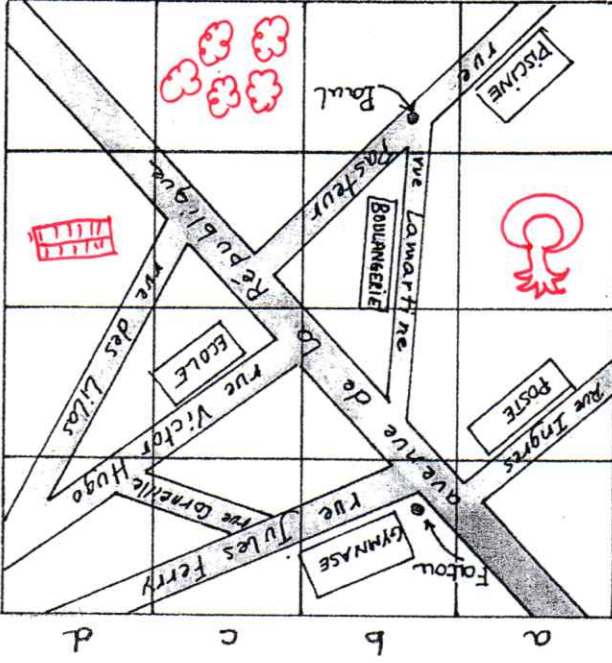 a b c d
Fatou
GYMNASE
rue Jules Ferry
rue Corneille
rue Ingres
POSTE
avenue de La République
rue Victor Hugo
ECOLE
rue Lamartine
BOULANGERIE
rue des Lilas
rue Pasteur
Paul
PISCINE